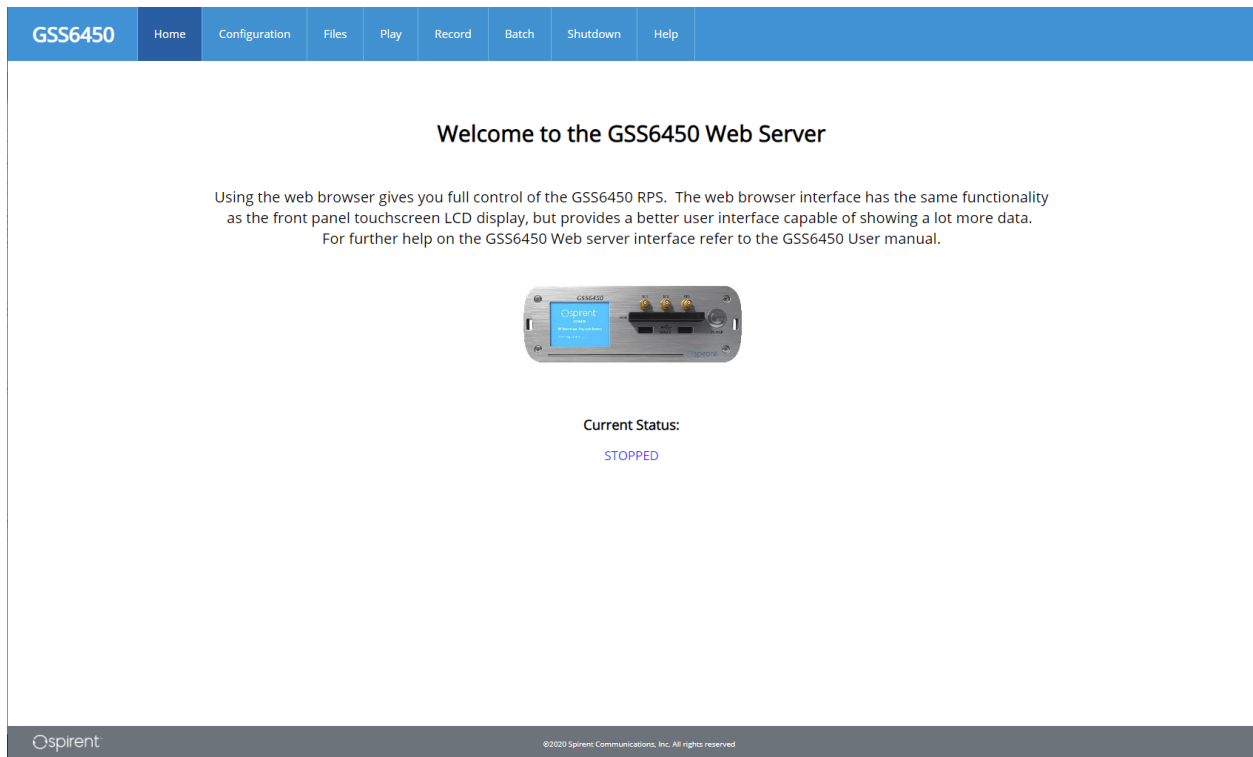 GSS6450
Home
Configuration
Files
Play
Record
Batch
Shutdown
Help
Welcome to the GSS6450 Web Server
Using the web browser gives you full control of the GSS6450 RPS. The web browser interface has the same functionality
as the front panel touchscreen LCD display, but provides a better user interface capable of showing a lot more data.
For further help on the GSS6450 Web server interface refer to the GSS6450 User manual.
GSS6450
spirent
spirent
Current Status:
STOPPED
spirent
©2020 Spirent Communications, Inc. All rights reserved